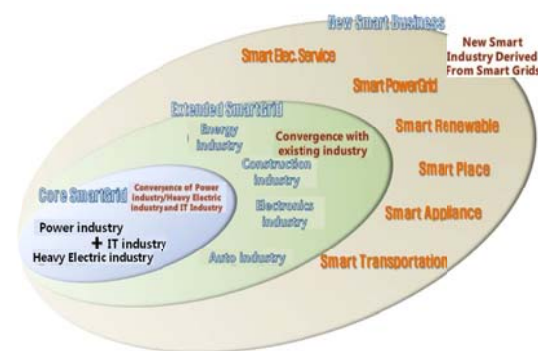 New Smart Business
New Smart
Industry Derived
From Smart Grids
Smart Elec. Service
Smart PowerGrid
Extended SmartGrid
Energy
industry
Convergence with
existing industry
Smart Renewable
Construction
industry
Smart Place
Core SmartGrid
Convergence of Power
industry/Heavy Electric
industry and IT Industry
Electronics
industry
Smart Appliance
Power industry
+ IT industry
Heavy Electric industry
Auto industry
Smart Transportation